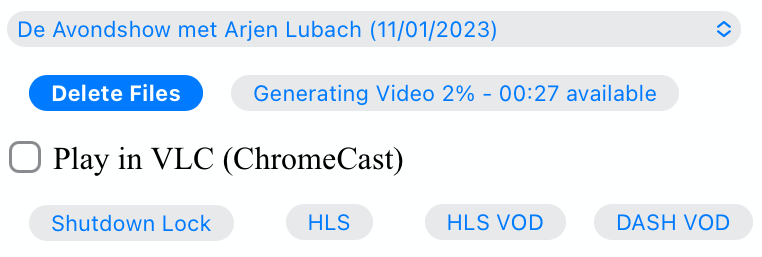 De Avondshow met Arjen Lubach (11/01/2023)
Delete Files Generating Video 2% - 00:27 available
Play in VLC (ChromeCast)
Shutdown Lock HLS HLS VOD DASH VOD